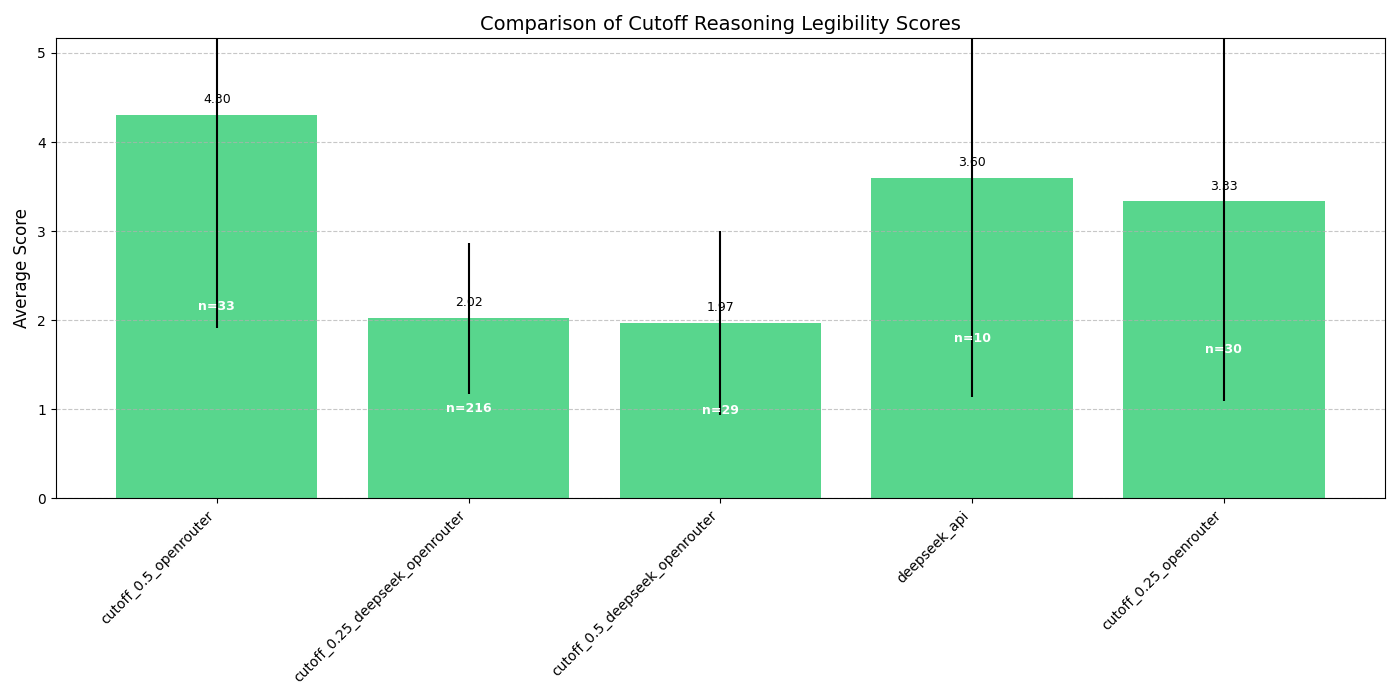 Comparison of Cutoff Reasoning Legibility Scores
Average Score
5
4
3
2
1
0
4.30
2.02
1.97
3.60
3.33
n=33
n=216
n=29
n=10
n=30
cutoff_0.5_openrouter
cutoff_0.25_deepseek_openrouter
cutoff_0.5_deepseek_openrouter
deepseek_api
cutoff_0.25_openrouter